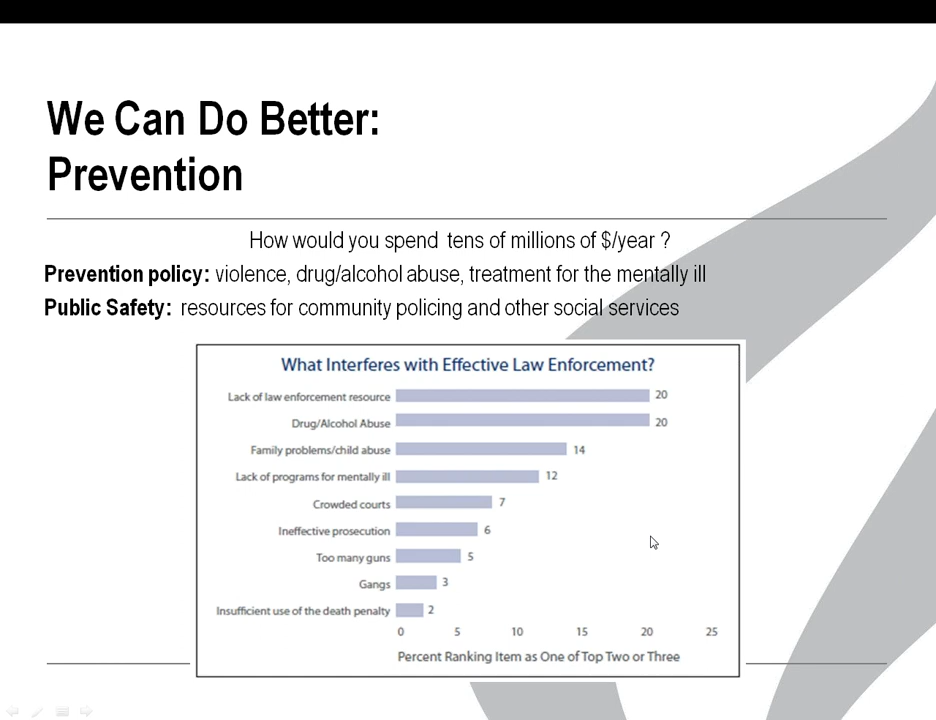 We Can Do Better:
Prevention
How would you spend tens of millions of $/year ?
Prevention policy: violence, drug/alcohol abuse, treatment for the mentally ill
Public Safety: resources for community policing and other social services
What Interferes with Effective Law Enforcement?
Lack of law enforcement resource 20
Drug/Alcohol Abuse 20
Family problems/child abuse 14
Lack of programs for mentally ill 12
Crowded courts 7
Ineffective prosecution 6
Too many guns 5
Gangs 3
Insufficient use of the death penalty 2
0 5 10 15 20 25
Percent Ranking Item as One of Top Two or Three